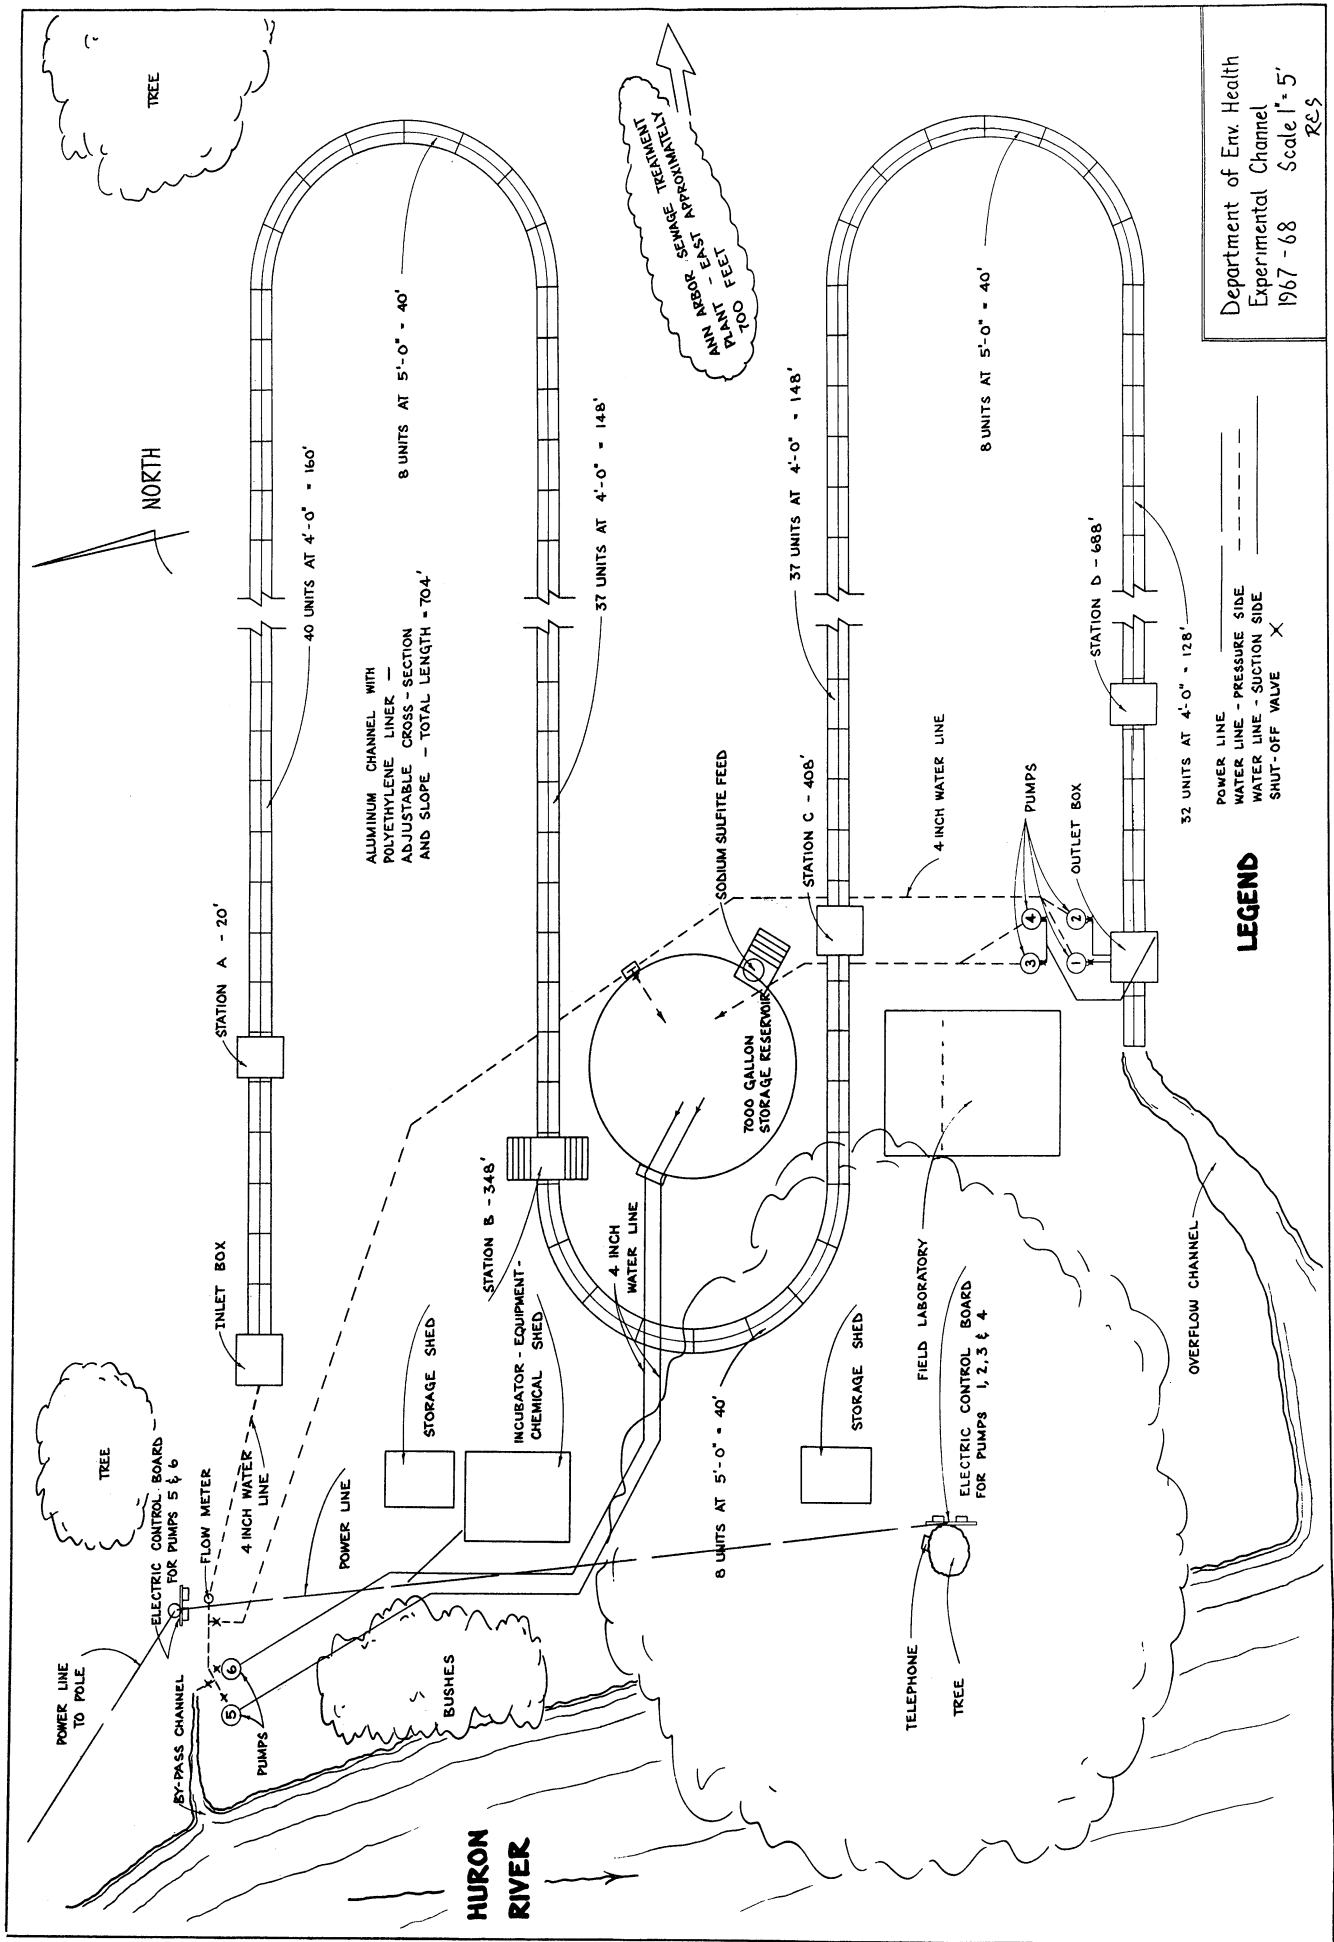 TREE
NORTH
40 UNITS AT 4'-0" = 160'
8 UNITS AT 5'-0" = 40'
ANN ARBOR SEWAGE TREATMENT
PLANT - EAST APPROXIMATELY
700 FEET
STATION A - 20'
INLET BOX
ALUMINUM CHANNEL WITH
POLYETHYLENE LINER —
ADJUSTABLE CROSS - SECTION
AND SLOPE - TOTAL LENGTH = 704'
37 UNITS AT 4'-0" = 148'
TREE
ELECTRIC CONTROL BOARD
FOR PUMPS 5 & 6
FLOW METER
4 INCH WATER
LINE
POWER LINE
TO POLE
BY-PASS CHANNEL
5
6
PUMPS
POWER LINE
STORAGE SHED
STATION B - 348'
INCUBATOR - EQUIPMENT -
CHEMICAL SHED
BUSHES
HURON
RIVER
4 INCH
WATER LINE
7000 GALLON
STORAGE RESERVOIR
SODIUM SULFITE FEED
37 UNITS AT 4'-0" = 148'
STATION C - 408'
8 UNITS AT 5'-0" = 40'
STORAGE SHED
4 INCH WATER LINE
8 UNITS AT 5'-0" = 40'
FIELD LABORATORY
ELECTRIC CONTROL BOARD
FOR PUMPS 1, 2, 3 & 4
TELEPHONE
TREE
PUMPS
3
4
1
2
OUTLET BOX
STATION D - 688'
32 UNITS AT 4'-0" = 128'
OVERFLOW CHANNEL
LEGEND
POWER LINE
WATER LINE - PRESSURE SIDE
WATER LINE - SUCTION SIDE
SHUT-OFF VALVE X
Department of Env. Health
Experimental Channel
1967 - 68 Scale 1" = 5'
RES